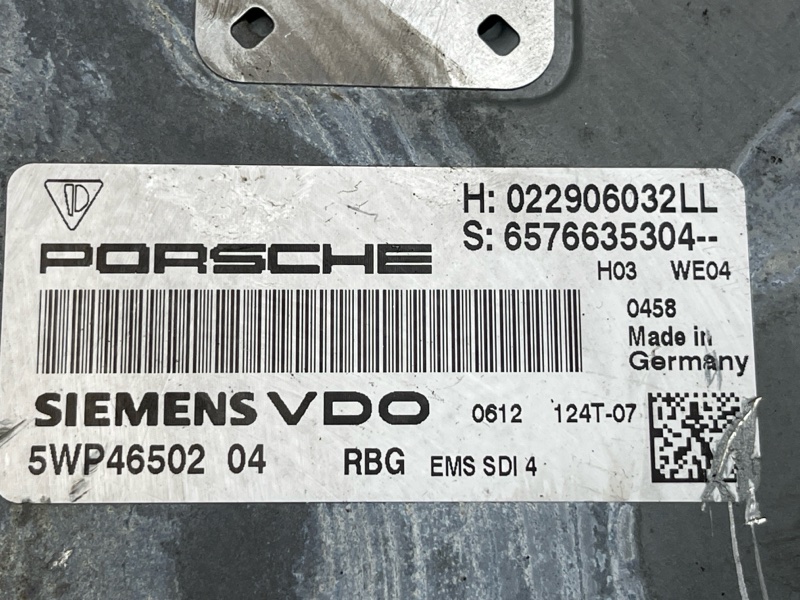 H: 022906032LL
PORSCHE
S: 6576635304--
H03 WE04
0458
Made in
Germany
SIEMENS VDO 0612 124T-07
5WP46502 04 RBG EMS SDI 4